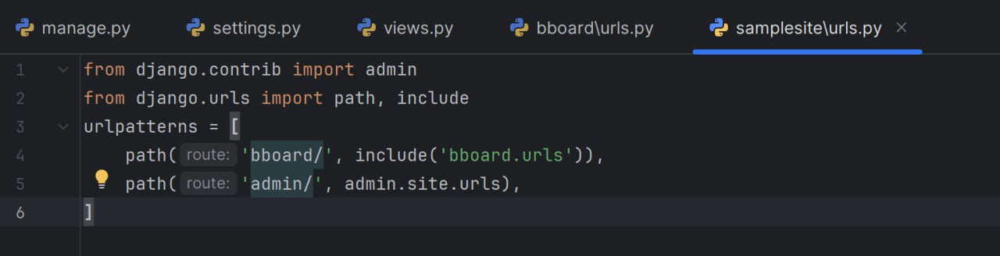 manage.py settings.py views.py bboard\urls.py samplesite\urls.py
1 from django.contrib import admin
2 from django.urls import path, include
3 urlpatterns = [
4 path( route: 'bboard/', include('bboard.urls')),
5 path( route: 'admin/', admin.site.urls),
6 ]